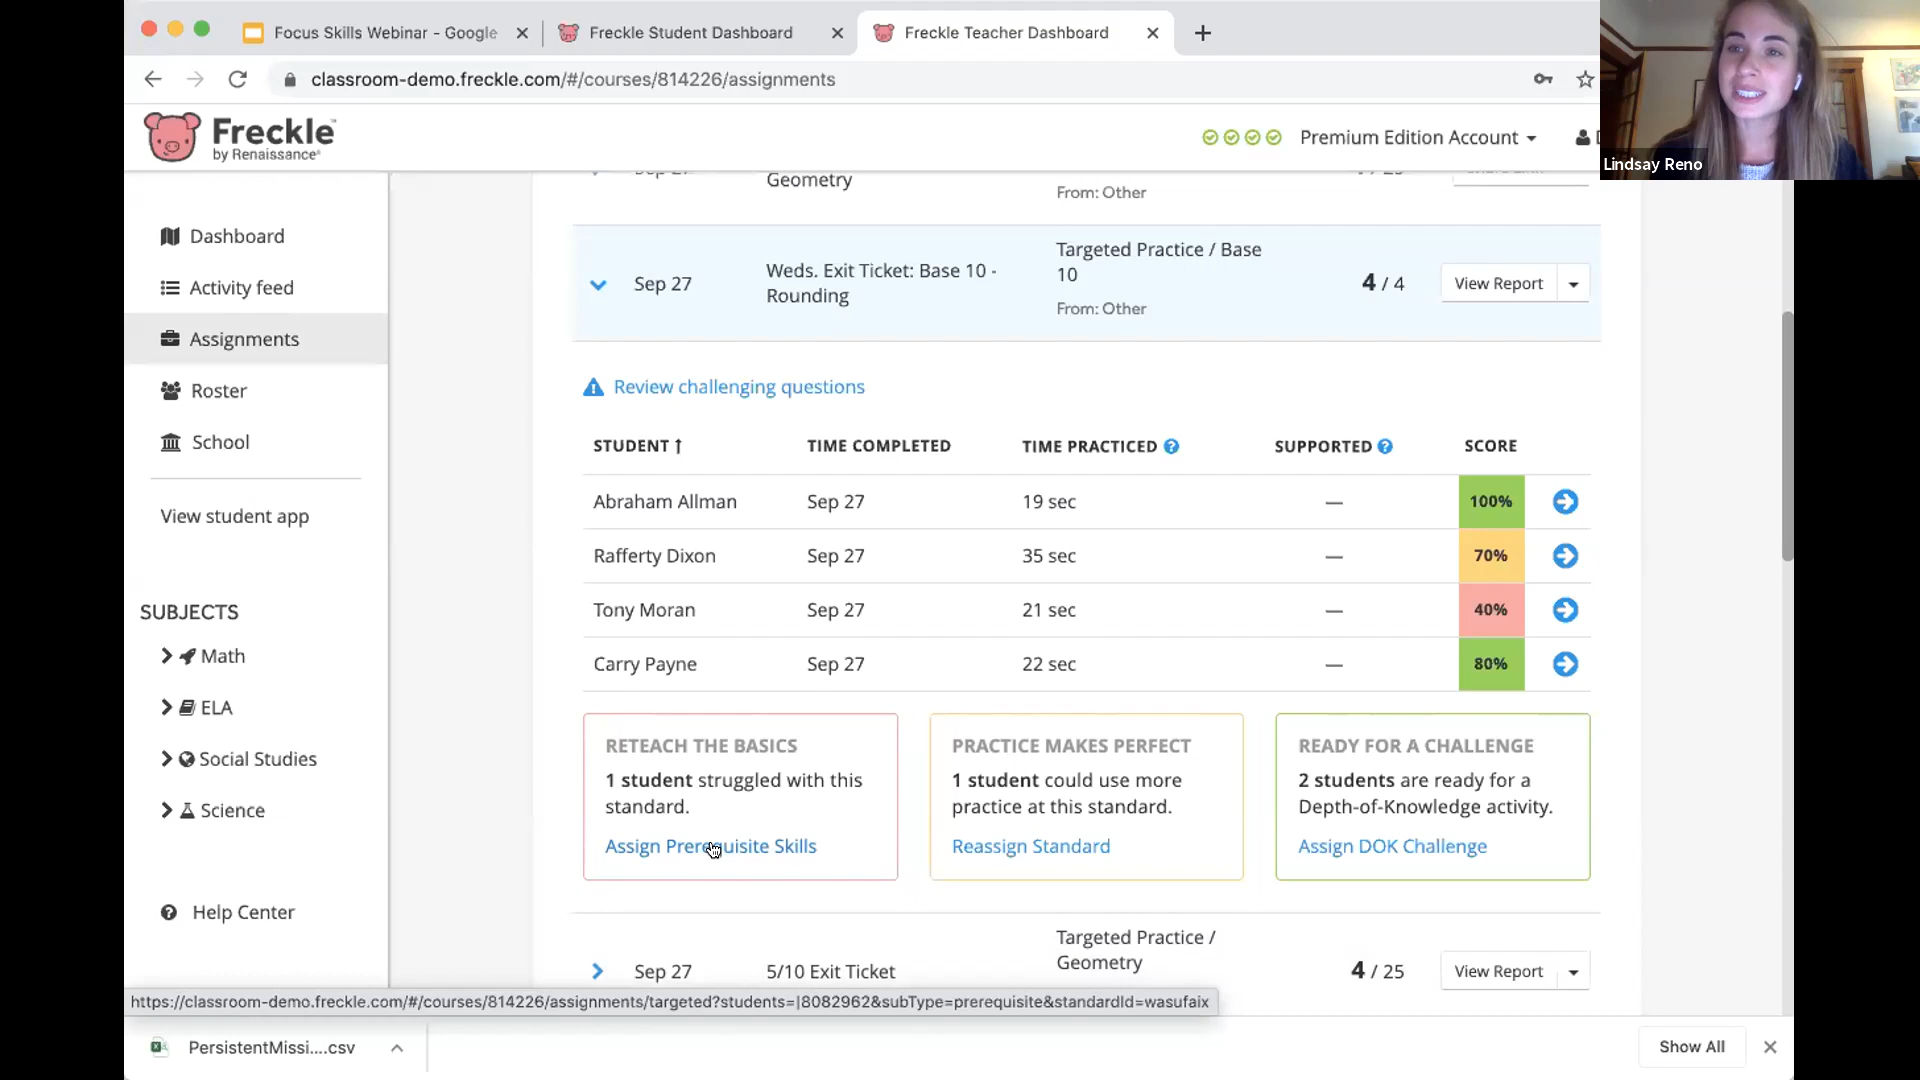 Focus Skills Webinar - Google
Freckle Student Dashboard
Freckle Teacher Dashboard
classroom-demo.freckle.com/#/courses/814226/assignments
Lindsay Reno
Freckle
by Renaissance®
Premium Edition Account
Dashboard
Activity feed
Assignments
Roster
School
View student app
SUBJECTS
Math
ELA
Social Studies
Science
Help Center
Geometry
From: Other
Sep 27
Weds. Exit Ticket: Base 10 -
Rounding
Targeted Practice / Base
10
From: Other
4 / 4
View Report
Review challenging questions
STUDENT ↑ TIME COMPLETED TIME PRACTICED ? SUPPORTED ? SCORE
Abraham Allman Sep 27 19 sec — 100%
Rafferty Dixon Sep 27 35 sec — 70%
Tony Moran Sep 27 21 sec — 40%
Carry Payne Sep 27 22 sec — 80%
RETEACH THE BASICS
1 student struggled with this
standard.
Assign Prerequisite Skills
PRACTICE MAKES PERFECT
1 student could use more
practice at this standard.
Reassign Standard
READY FOR A CHALLENGE
2 students are ready for a
Depth-of-Knowledge activity.
Assign DOK Challenge
Sep 27
5/10 Exit Ticket
Targeted Practice /
Geometry
4 / 25
View Report
https://classroom-demo.freckle.com/#/courses/814226/assignments/targeted?students=|8082962&subType=prerequisite&standardId=wasufaix
PersistentMissi....csv
Show All